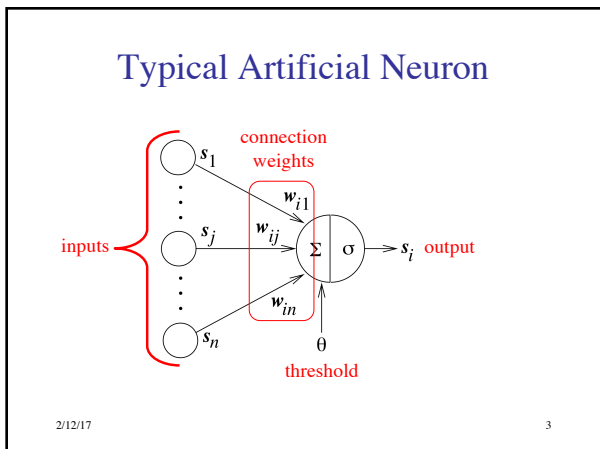 Typical Artificial Neuron
connection
weights
s1
wi1
inputs
sj
wij
Σ
σ
si
output
win
sn
θ
threshold
2/12/17
3